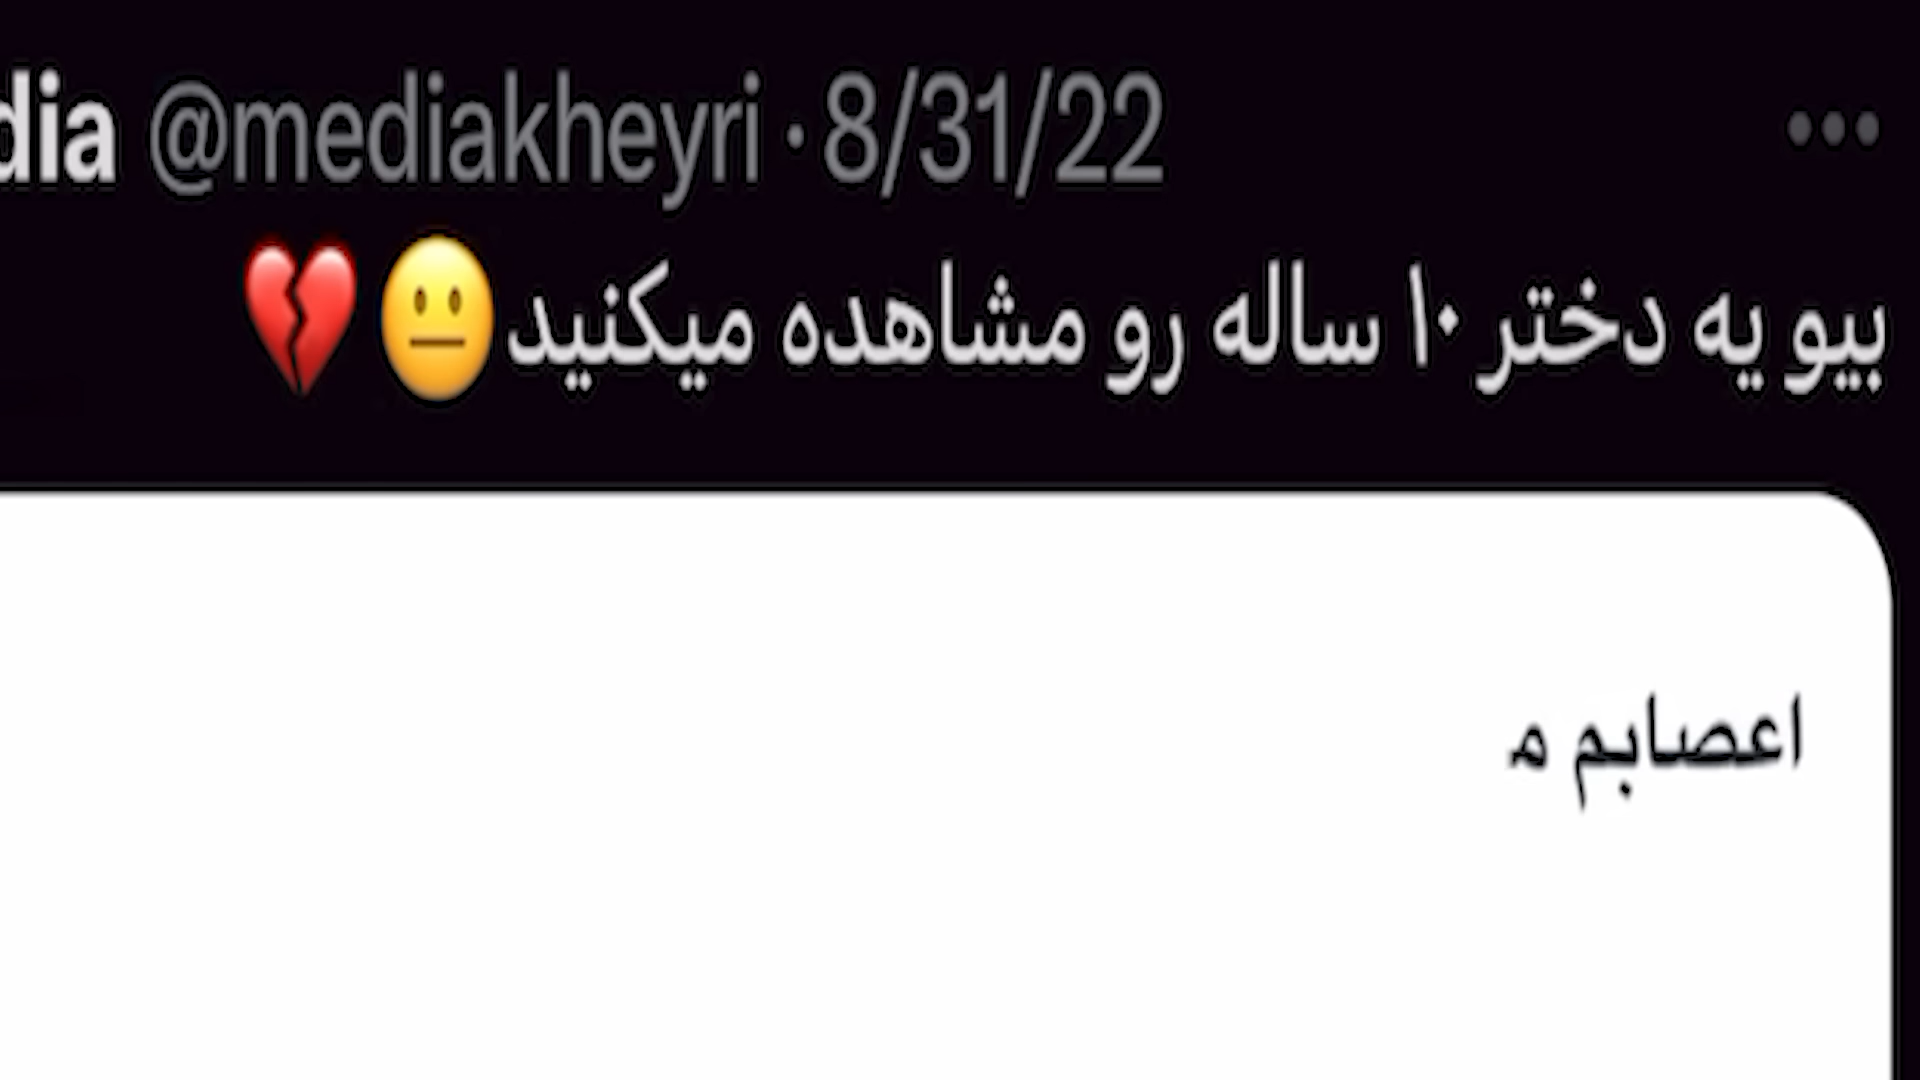 dia @mediakheyri · 8/31/22
بیو یه دختر ۱۰ ساله رو مشاهده میکنید😐💔
اعصابم م